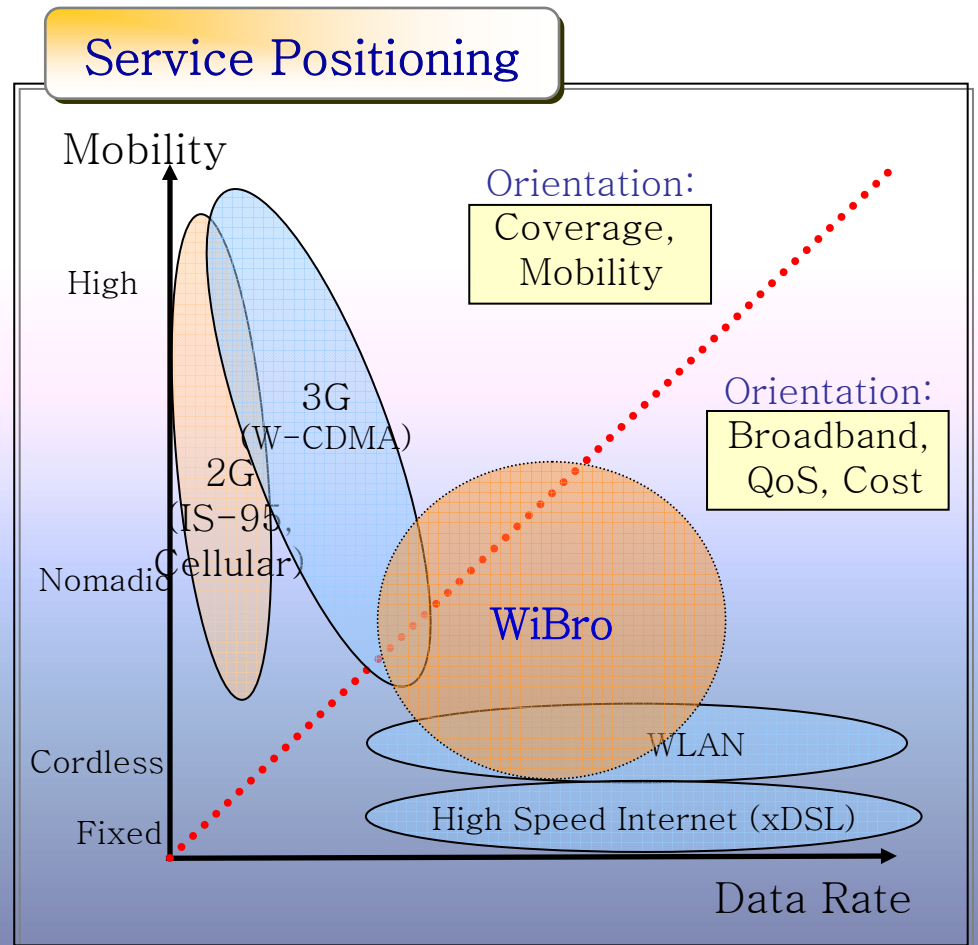 Service Positioning
Mobility
Orientation:
Coverage,
Mobility
High
Orientation:
Broadband,
QoS, Cost
3G
(W-CDMA)
2G
(IS-95,
Cellular)
Nomadic
WiBro
WLAN
Cordless
High Speed Internet (xDSL)
Fixed
Data Rate